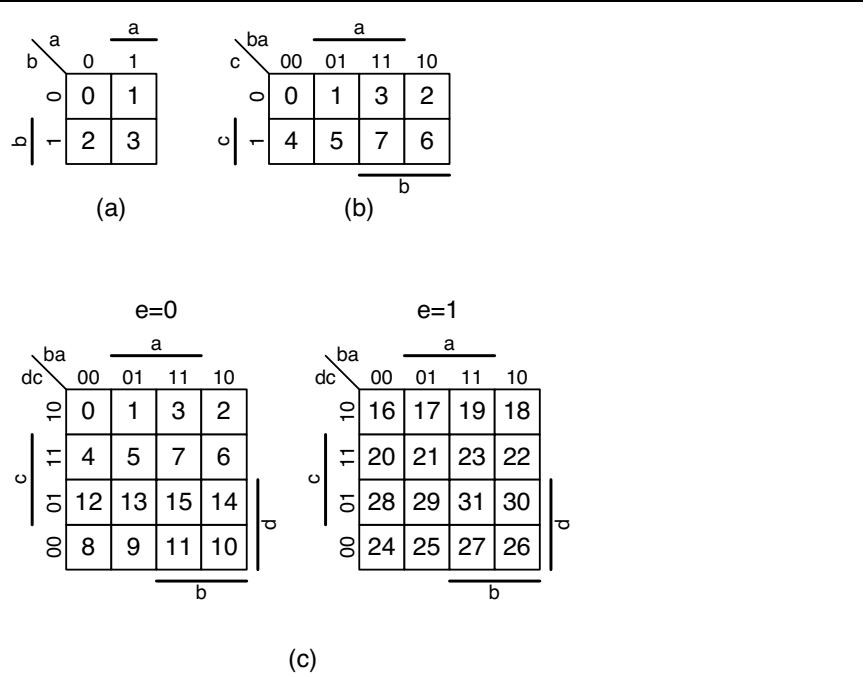 a
a
b
0 1
0
0 1
b
1
2 3
(a)
a
ba
c
00 01 11 10
0
0 1 3 2
c
1
4 5 7 6
b
(b)
e=0
a
ba
dc
00 01 11 10
10
0 1 3 2
11
4 5 7 6
c
01
12 13 15 14
d
00
8 9 11 10
b
e=1
a
ba
dc
00 01 11 10
10
16 17 19 18
11
20 21 23 22
c
01
28 29 31 30
d
00
24 25 27 26
b
(c)